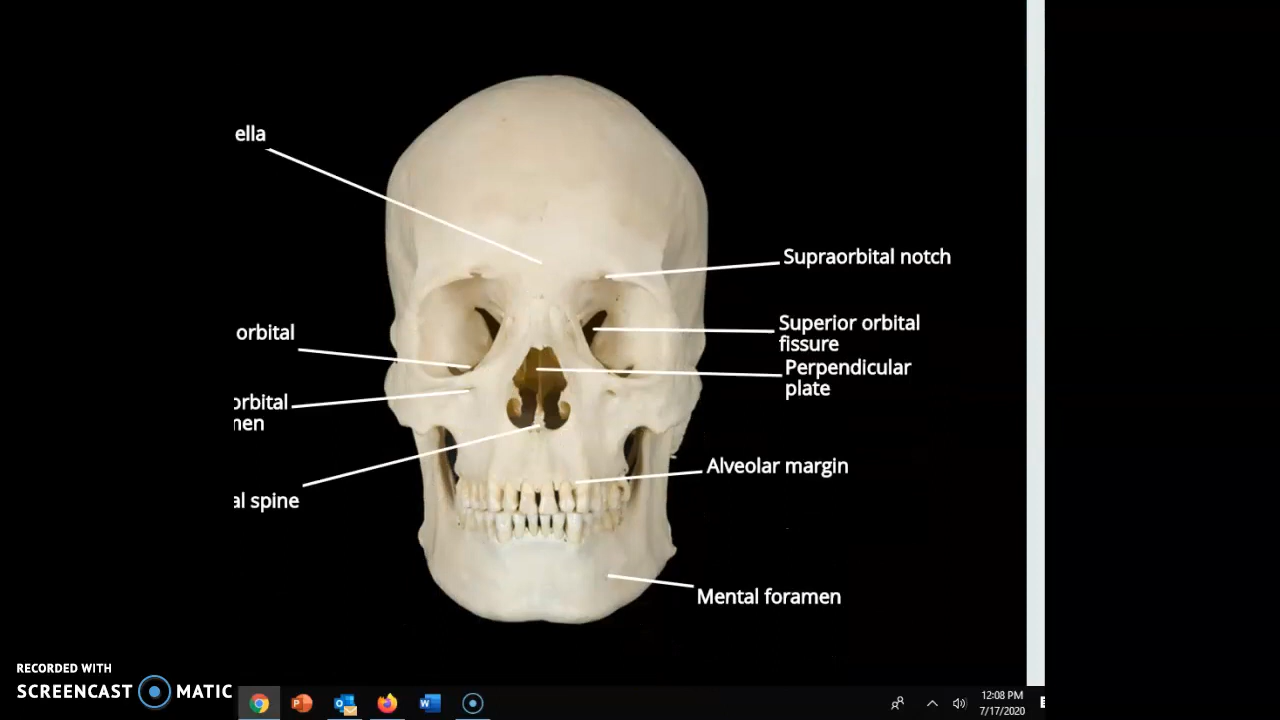 ella
Supraorbital notch
Superior orbital
fissure
orbital
Perpendicular
plate
orbital
men
Alveolar margin
al spine
Mental foramen
RECORDED WITH
SCREENCAST MATIC
12:08 PM
7/17/2020